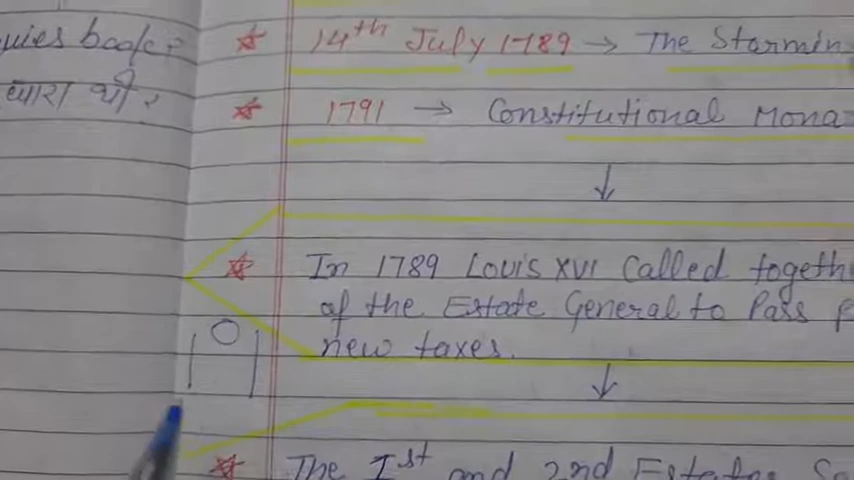 14th July 1789 → The Stormin
थी
1791 → Constitutional Mona
↓
In 1789 Louis XVI called togeth
of the Estate General to Pass
new taxes.
↓
The Ist and 2nd Estates